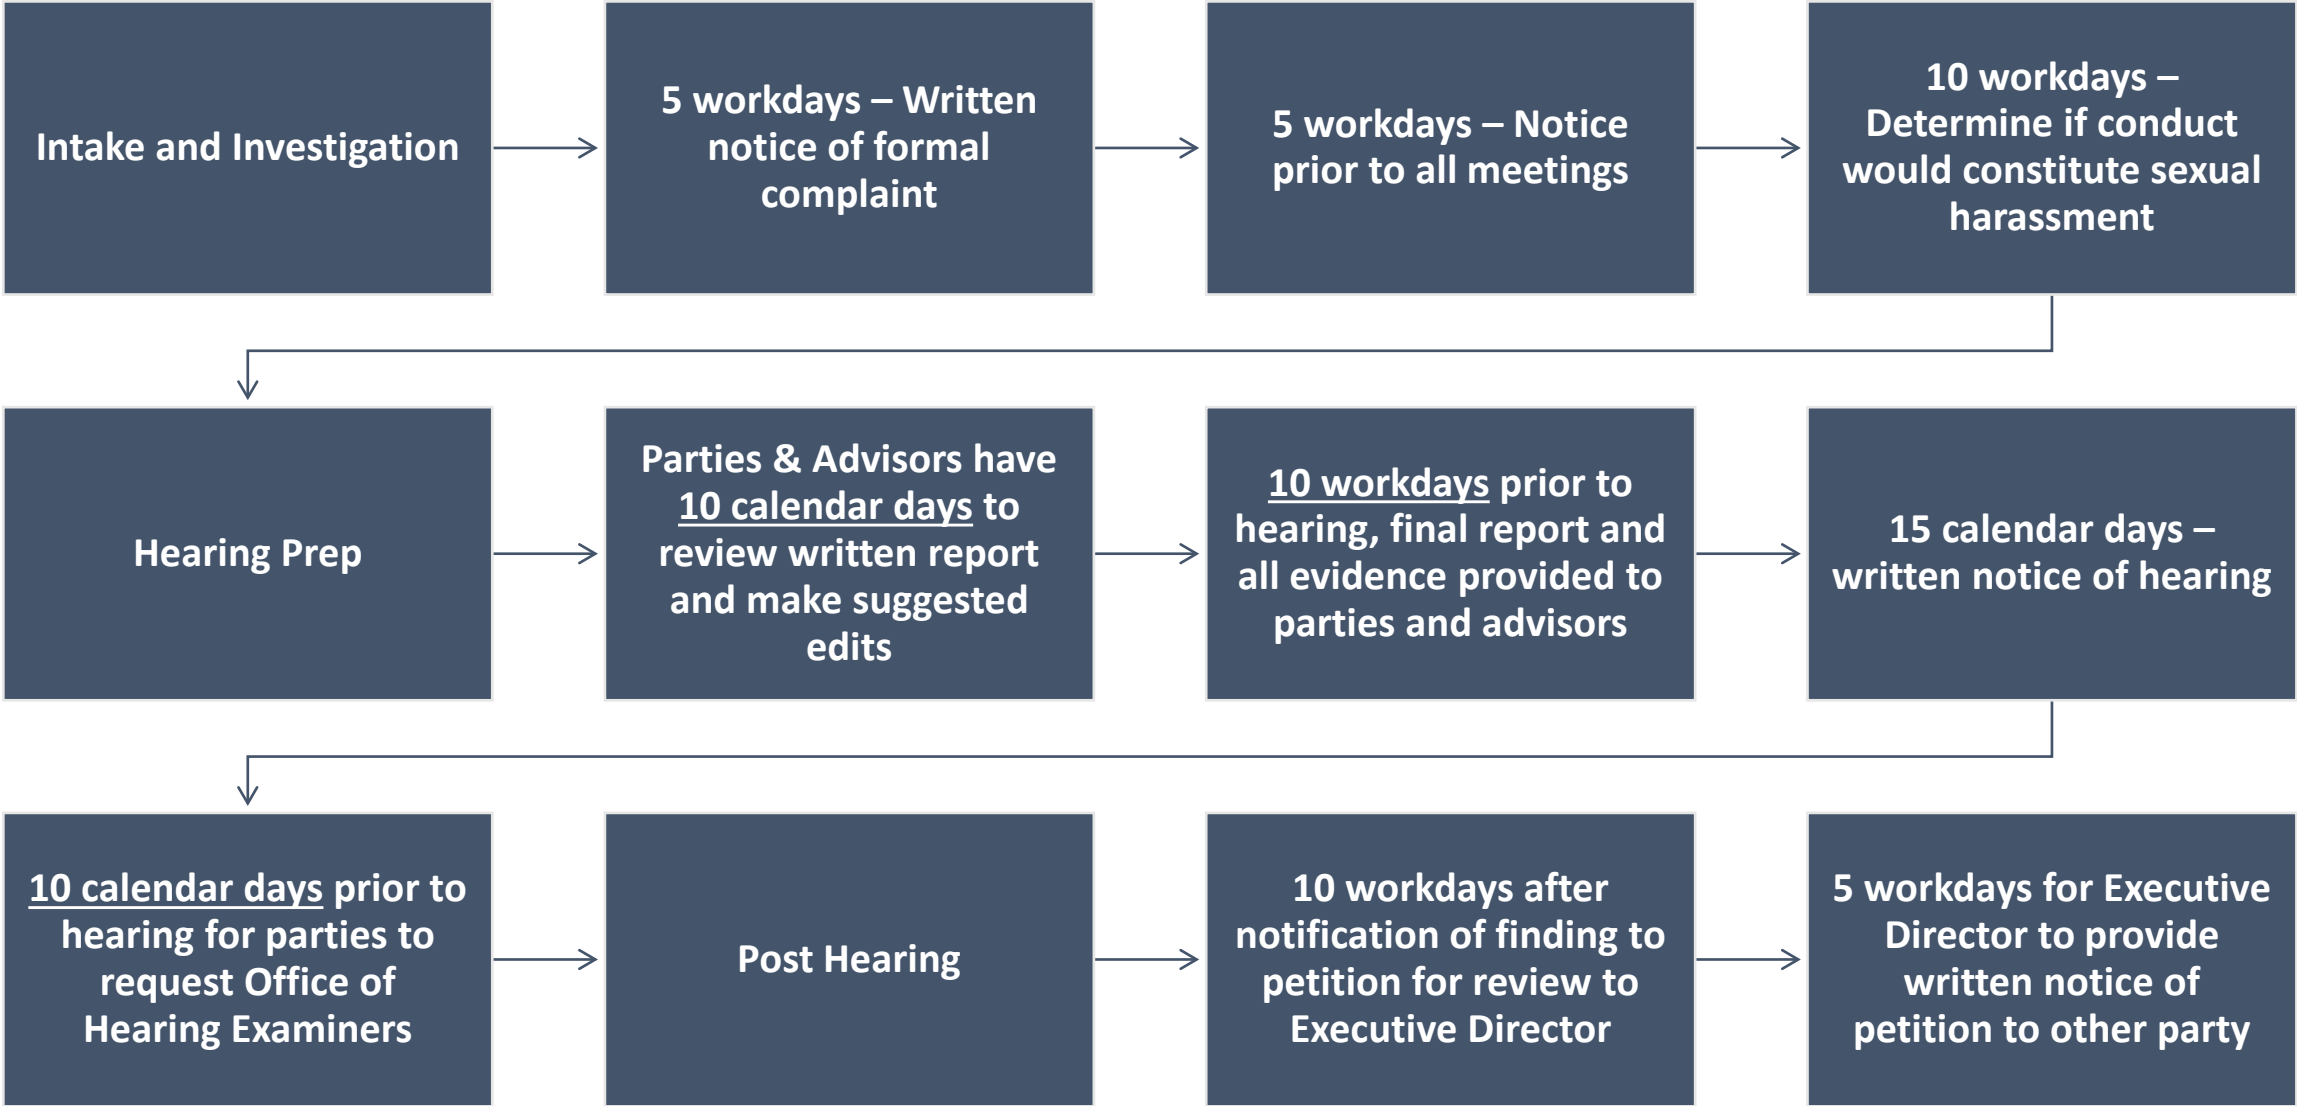 Intake and Investigation
5 workdays – Written
notice of formal
complaint
5 workdays – Notice
prior to all meetings
10 workdays –
Determine if conduct
would constitute sexual
harassment
Hearing Prep
Parties & Advisors have
10 calendar days to
review written report
and make suggested
edits
10 workdays prior to
hearing, final report and
all evidence provided to
parties and advisors
15 calendar days –
written notice of hearing
10 calendar days prior to
hearing for parties to
request Office of
Hearing Examiners
Post Hearing
10 workdays after
notification of finding to
petition for review to
Executive Director
5 workdays for Executive
Director to provide
written notice of
petition to other party